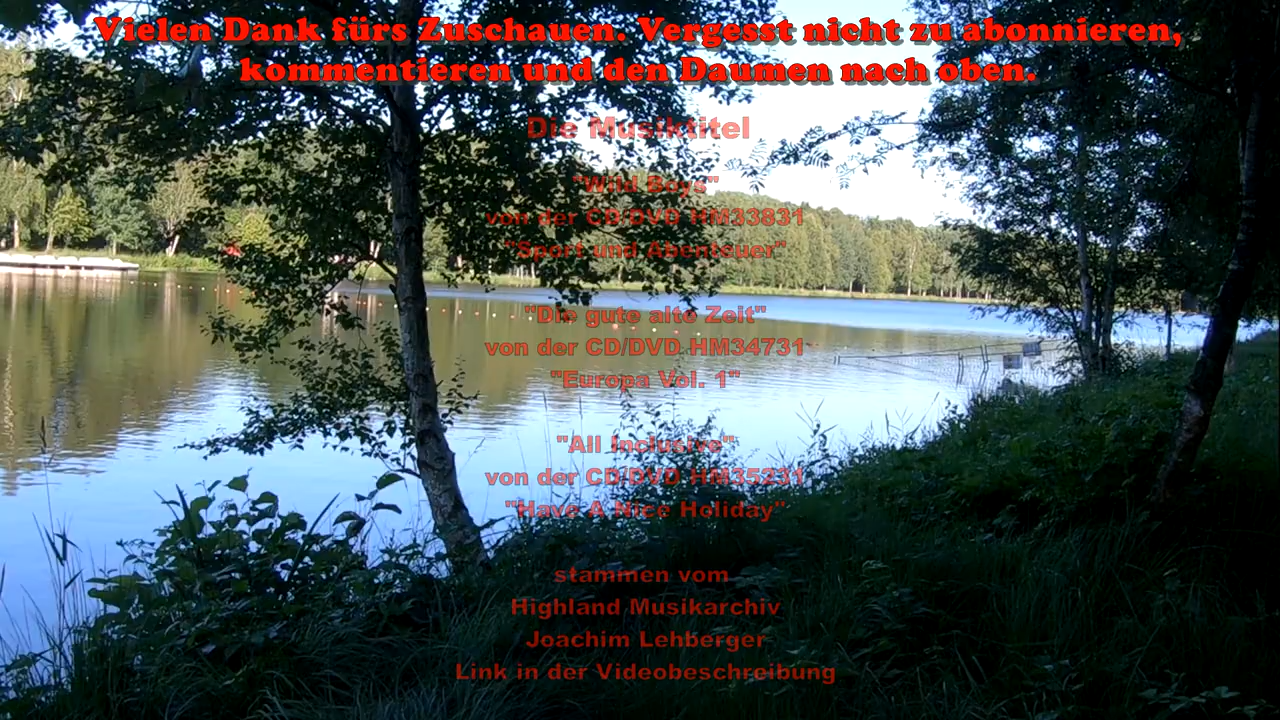 Vielen Dank fürs Zuschauen. Vergesst nicht zu abonnieren,
kommentieren und den Daumen nach oben.
Die Musiktitel
"Wild Boys"
von der CD/DVD HM33831
"Sport und Abenteuer"
"Die gute alte Zeit"
von der CD/DVD HM34731
"Europa Vol. 1"
"All Inclusive"
von der CD/DVD HM35231
"Have A Nice Holiday"
stammen vom
Highland Musikarchiv
Joachim Lehberger
Link in der Videobeschreibung